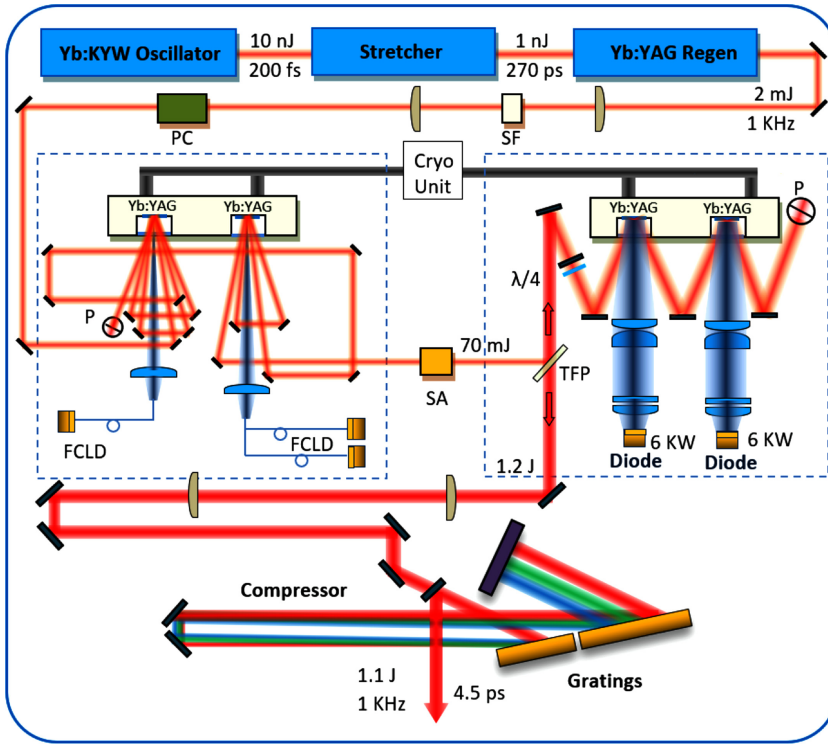 Yb:KYW Oscillator
10 nJ
200 fs
Stretcher
1 nJ
270 ps
Yb:YAG Regen
2 mJ
1 KHz
PC
SF
Cryo
Unit
Yb:YAG
Yb:YAG
Yb:YAG
Yb:YAG
P
P
λ/4
70 mJ
SA
TFP
FCLD
FCLD
6 KW
Diode
6 KW
Diode
1.2 J
Compressor
1.1 J
1 KHz
4.5 ps
Gratings